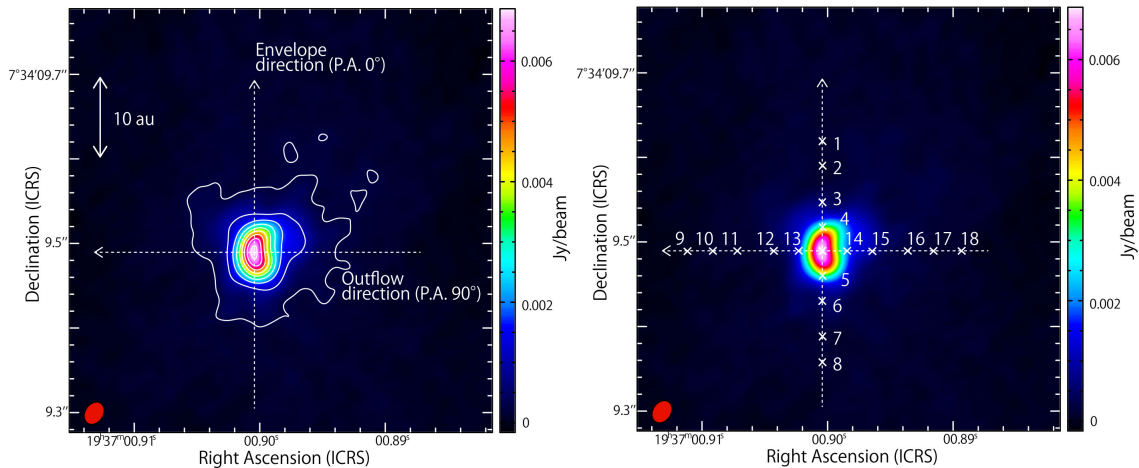 Envelope
direction (P.A. 0°)
10 au
Outflow
direction (P.A. 90°)
7°34′09.7″
9.5″
9.3″
Declination (ICRS)
19ʰ37ᵐ00.91ˢ
00.90ˢ
00.89ˢ
Right Ascension (ICRS)
0.006
0.004
0.002
0
Jy/beam
1
2
3
4
9 10 11 12 13 14 15 16 17 18
5
6
7
8
7°34′09.7″
9.5″
9.3″
Declination (ICRS)
19ʰ37ᵐ00.91ˢ
00.90ˢ
00.89ˢ
Right Ascension (ICRS)
0.006
0.004
0.002
0
Jy/beam